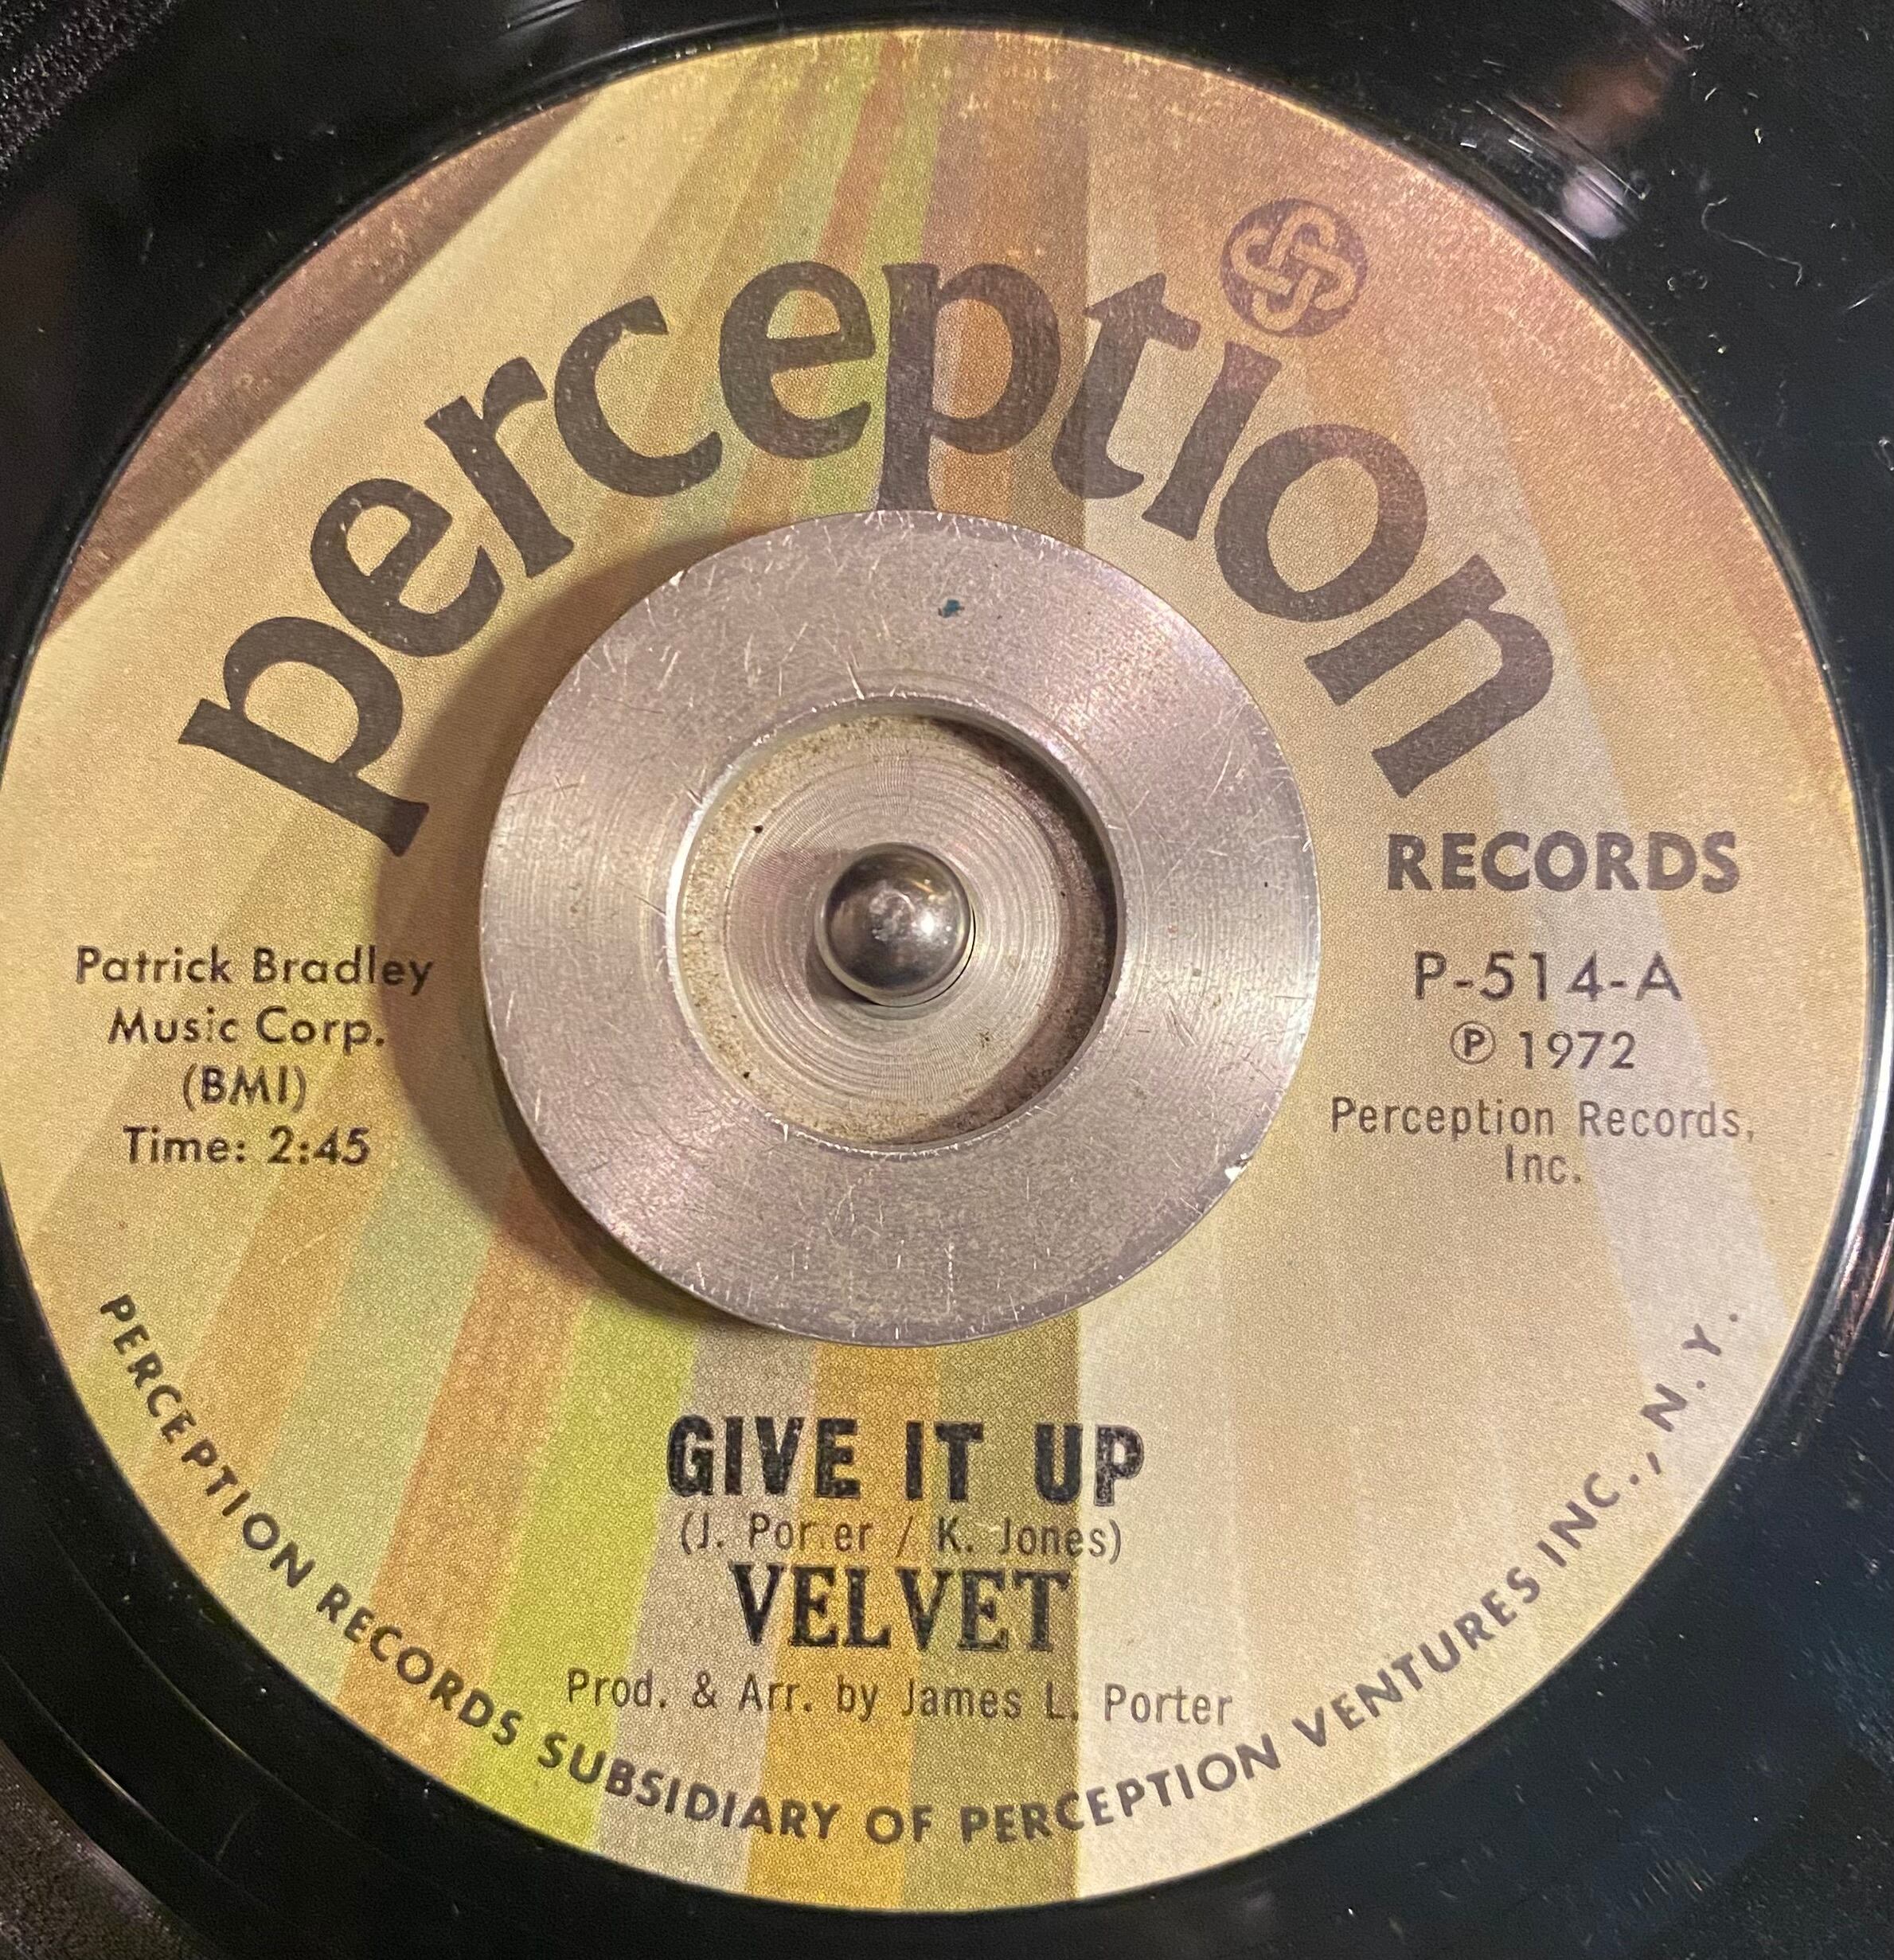 perception
RECORDS
P-514-A
℗ 1972
Perception Records,
Inc.
Patrick Bradley
Music Corp.
(BMI)
Time: 2:45
GIVE IT UP
(J. Porter / K. Jones)
VELVET
Prod. & Arr. by James L. Porter
PERCEPTION RECORDS SUBSIDIARY OF PERCEPTION VENTURES INC., N.Y.